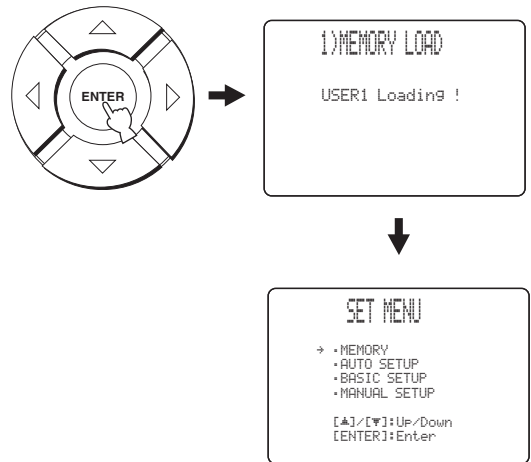 ENTER
1)MEMORY LOAD
USER1 Loading !
SET MENU
→ ▪MEMORY
▪AUTO SETUP
▪BASIC SETUP
▪MANUAL SETUP
[▲]/[▼]:Up/Down
[ENTER]:Enter